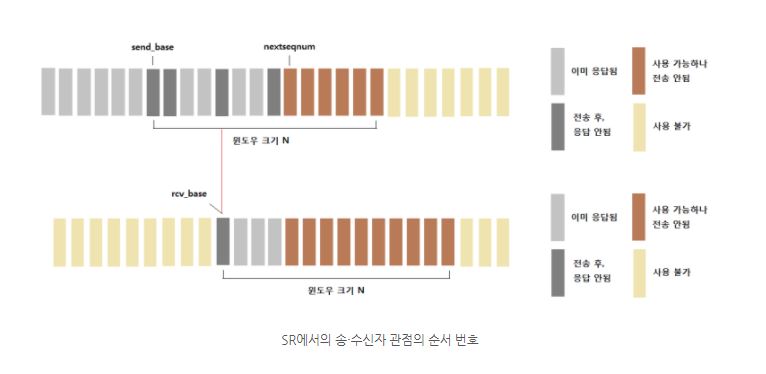 send_base
nextseqnum
이미 응답됨
사용 가능하나
전송 안됨
전송 후,
응답 안됨
사용 불가
윈도우 크기 N
rcv_base
이미 응답됨
사용 가능하나
전송 안됨
전송 후,
응답 안됨
사용 불가
윈도우 크기 N
SR에서의 송·수신자 관점의 순서 번호